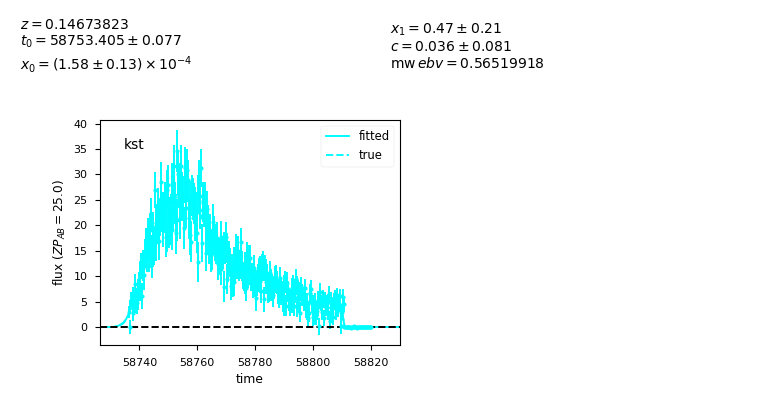 z = 0.14673823
t₀ = 58753.405 ± 0.077
x₀ = (1.58 ± 0.13) × 10⁻⁴
x₁ = 0.47 ± 0.21
c = 0.036 ± 0.081
mw ebv = 0.56519918
kst
fitted
true
flux (ZP_AB = 25.0)
40
35
30
25
20
15
10
5
0
58740 58760 58780 58800 58820
time